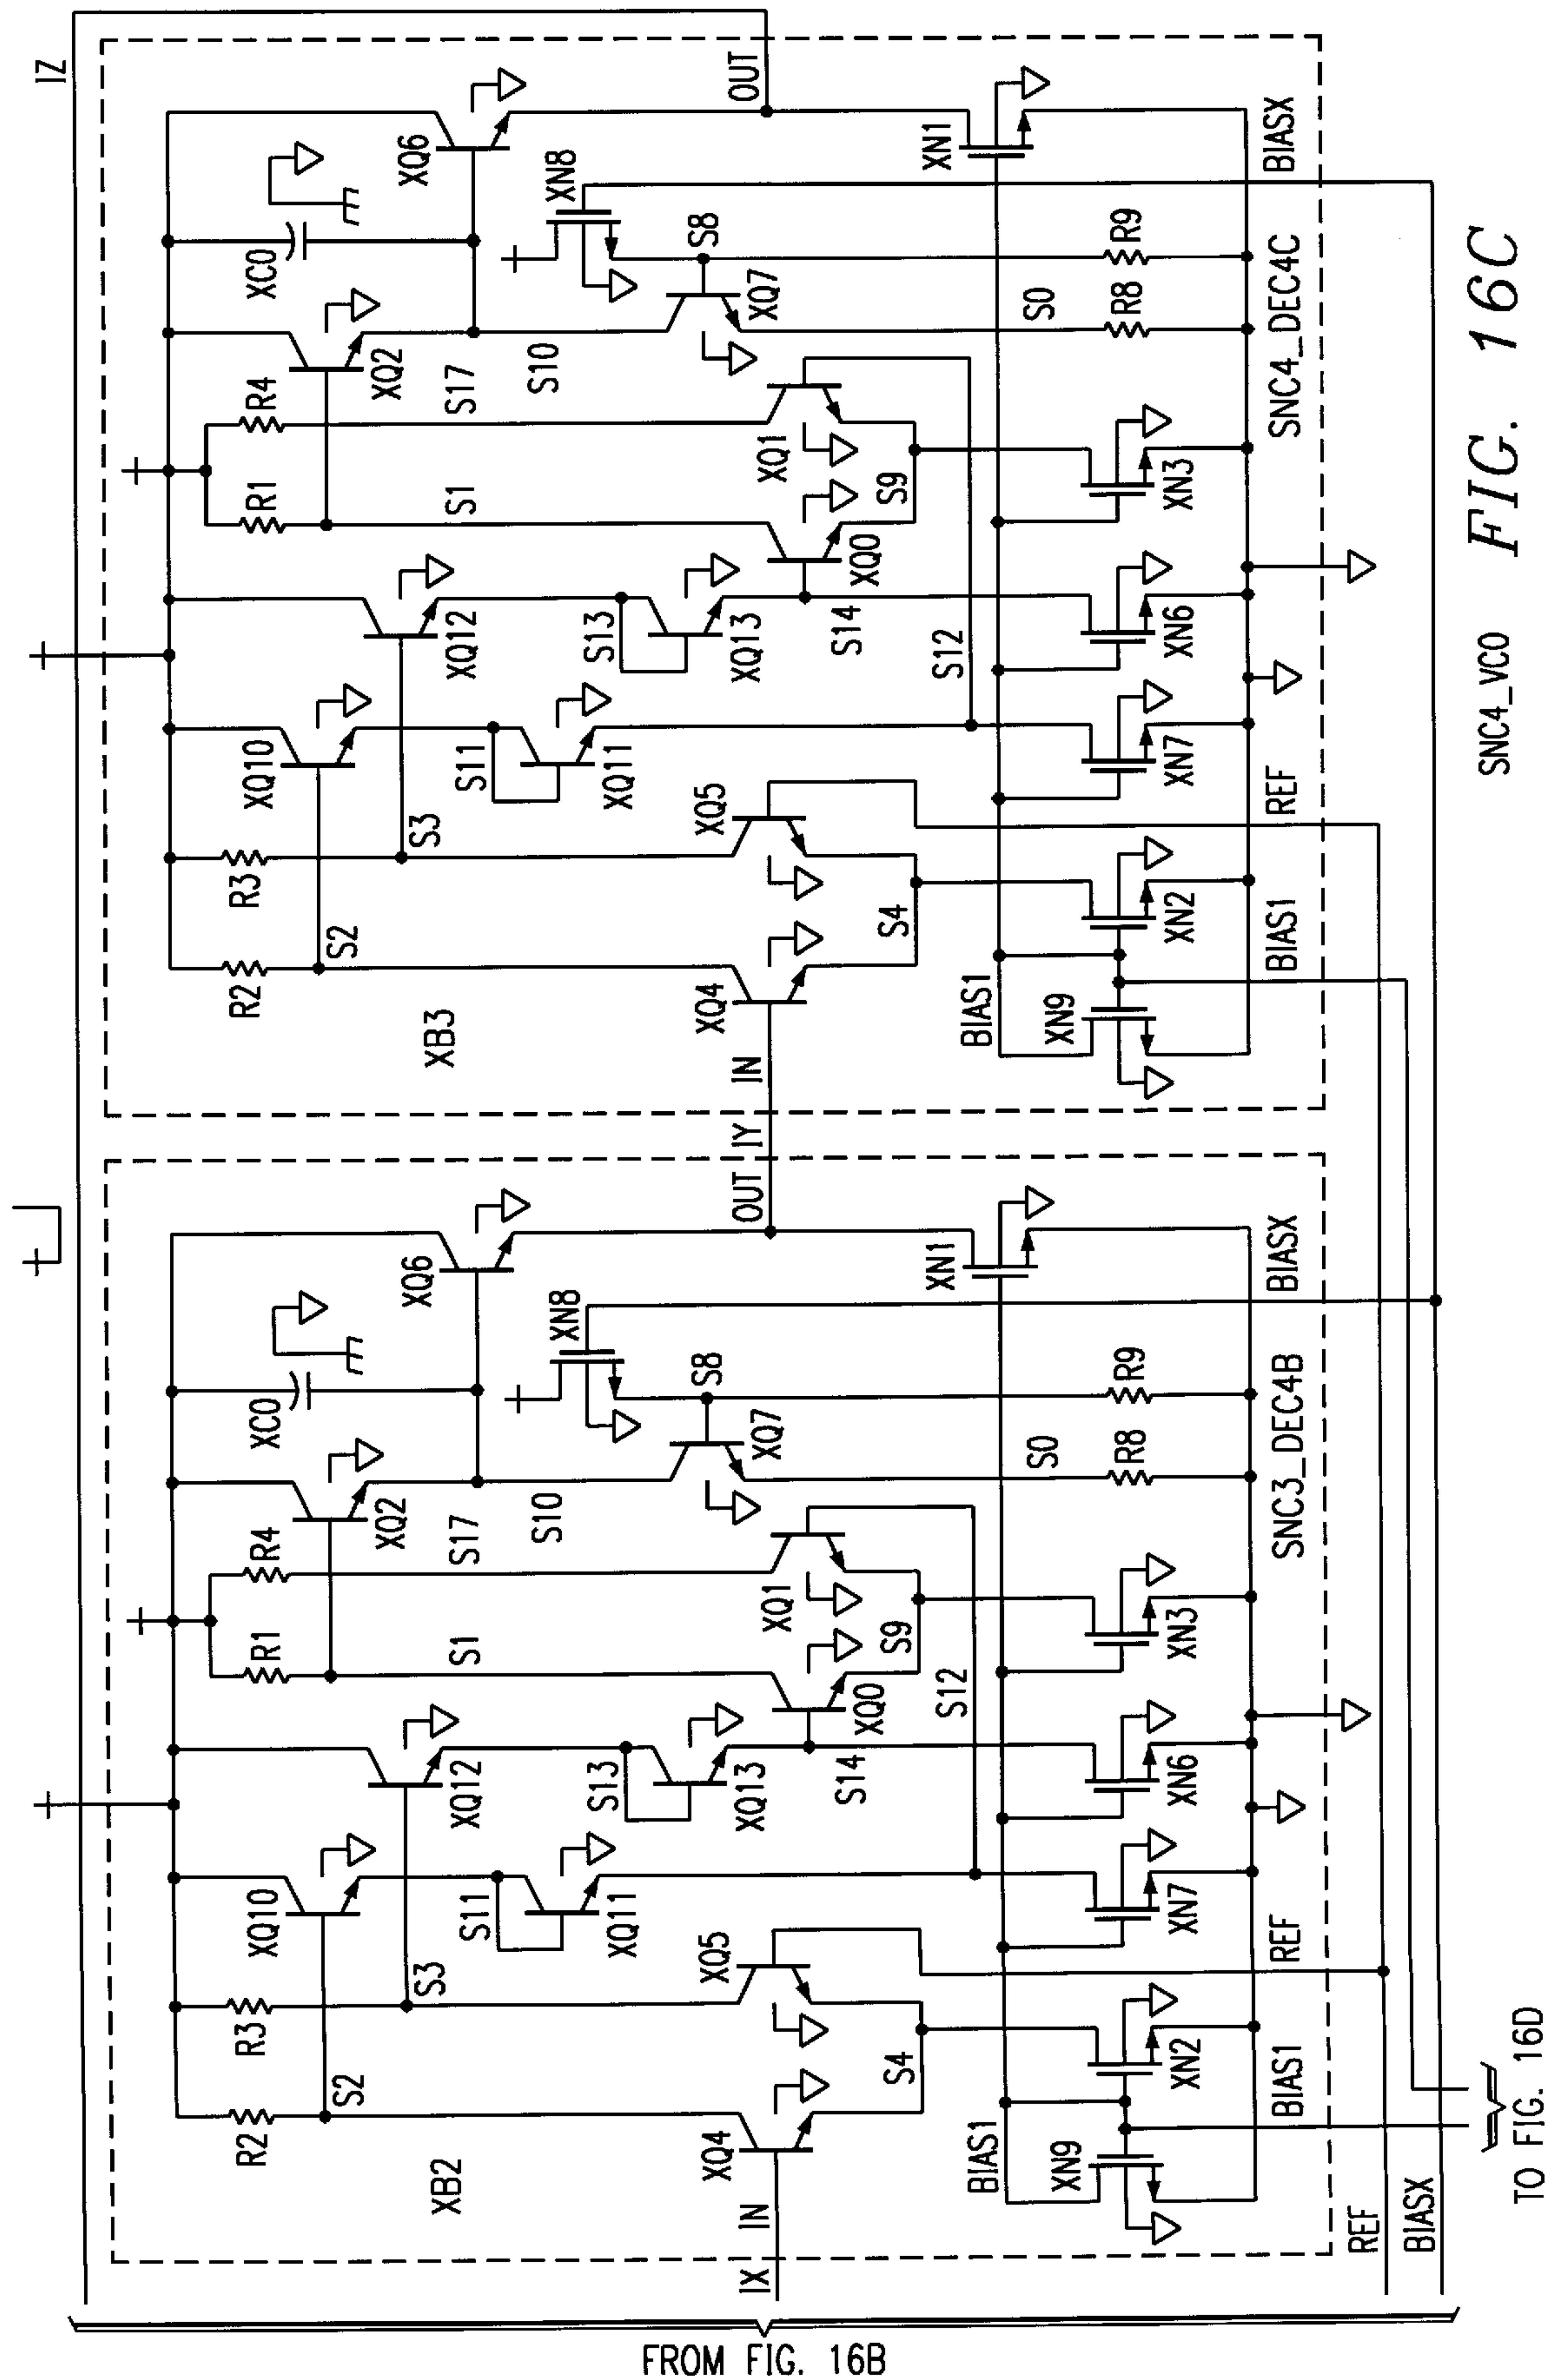 IZ
FROM FIG. 16B
IX
IN
XB2
R2
R3
S2
S3
XQ10
XQ12
S11
XQ11
S13
XQ13
R1
R4
S1
XQ2
S17
S10
XC0
XQ6
XN8
S8
XQ7
XQ4
XQ5
S4
S14
XQ0
XQ1
S9
S12
OUT
IY
BIAS1
XN9
XN2
XN7
XN6
XN3
S0
R8
R9
XN1
BIAS1
REF
SNC3_DEC4B
BIASX
IN
XB3
R2
R3
S2
S3
XQ10
XQ12
S11
XQ11
S13
XQ13
R1
R4
S1
XQ2
S17
S10
XC0
XQ6
XN8
S8
XQ7
XQ4
XQ5
S4
S14
XQ0
XQ1
S9
S12
OUT
BIAS1
XN9
XN2
XN7
XN6
XN3
S0
R8
R9
XN1
BIAS1
REF
SNC4_DEC4C
BIASX
REF
BIASX
TO FIG. 16D
SNC4_VCO
FIG. 16C